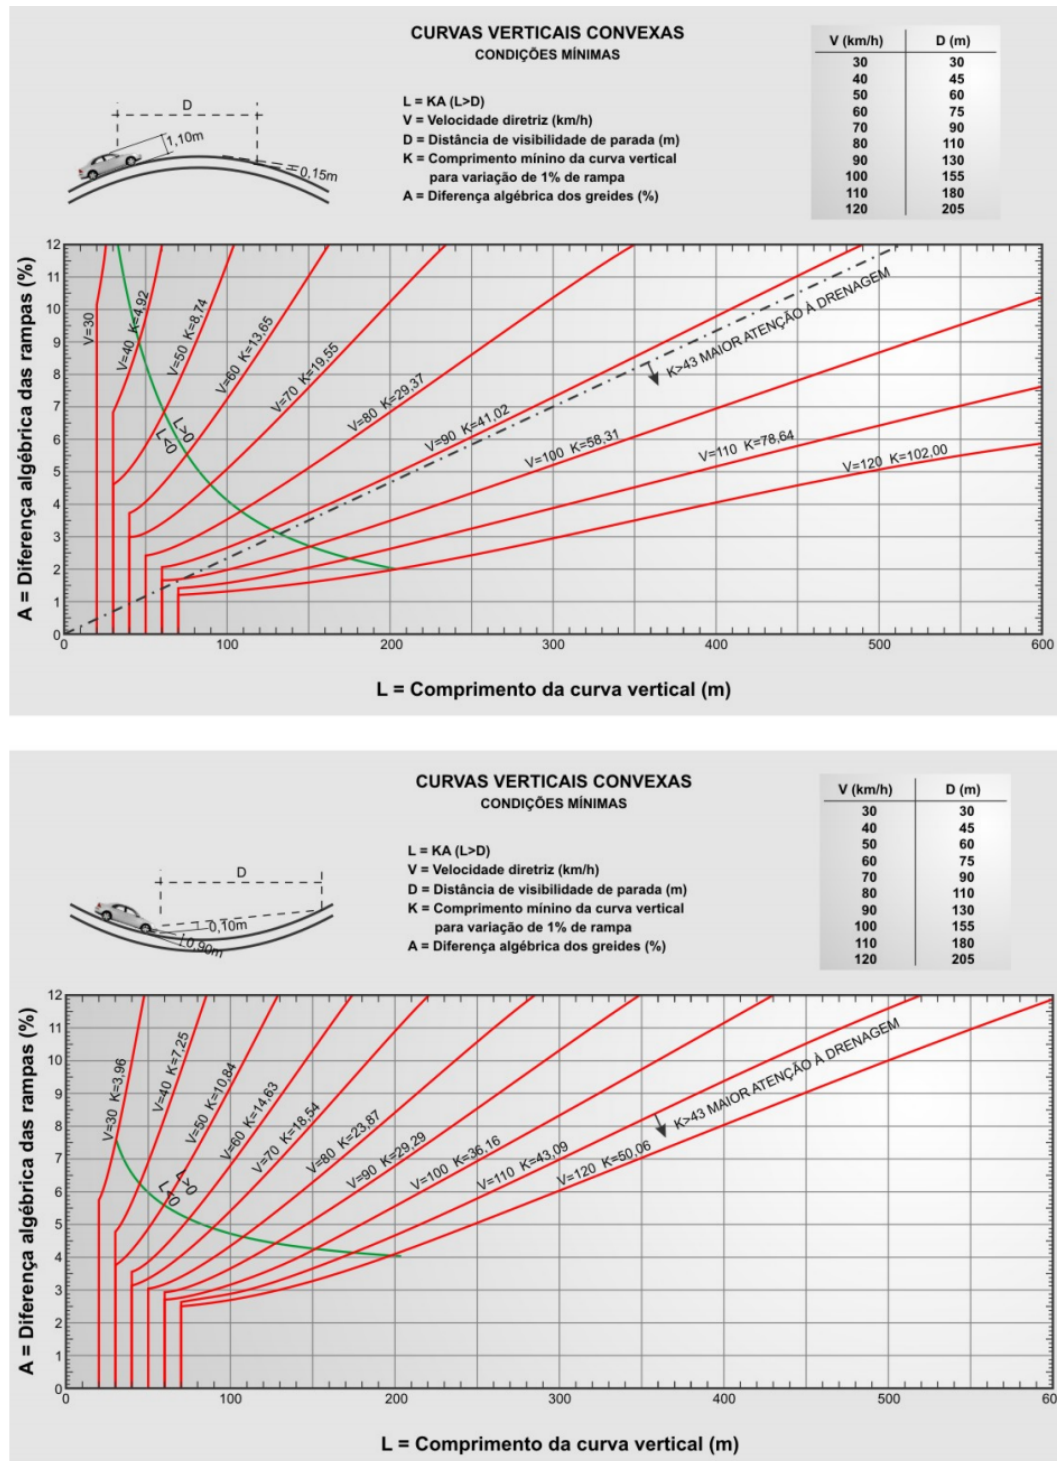 CURVAS VERTICAIS CONVEXAS
CONDIÇÕES MÍNIMAS
V (km/h) D (m)
30 30
40 45
50 60
60 75
70 90
80 110
90 130
100 155
110 180
120 205
D
1,10m
0,15m
L = KA (L>D)
V = Velocidade diretriz (km/h)
D = Distância de visibilidade de parada (m)
K = Comprimento mínino da curva vertical
para variação de 1% de rampa
A = Diferença algébrica dos greides (%)
A = Diferença algébrica das rampas (%)
12
11
10
9
8
7
6
5
4
3
2
1
0
V=30
V=40 K=4,92
V=50 K=8,74
V=60 K=13,65
V=70 K=19,55
V=80 K=29,37
V=90 K=41,02
V=100 K=58,31
V=110 K=78,64
V=120 K=102,00
L>0
L<0
K>43 MAIOR ATENÇÃO À DRENAGEM
0 100 200 300 400 500 600
L = Comprimento da curva vertical (m)
CURVAS VERTICAIS CONVEXAS
CONDIÇÕES MÍNIMAS
V (km/h) D (m)
30 30
40 45
50 60
60 75
70 90
80 110
90 130
100 155
110 180
120 205
D
0,10m
0,90m
L = KA (L>D)
V = Velocidade diretriz (km/h)
D = Distância de visibilidade de parada (m)
K = Comprimento mínino da curva vertical
para variação de 1% de rampa
A = Diferença algébrica dos greides (%)
A = Diferença algébrica das rampas (%)
12
11
10
9
8
7
6
5
4
3
2
1
0
V=30 K=3,96
V=40 K=7,25
V=50 K=10,84
V=60 K=14,63
V=70 K=18,54
V=80 K=23,87
V=90 K=29,29
V=100 K=36,16
V=110 K=43,09
V=120 K=50,06
L>0
L<0
K>43 MAIOR ATENÇÃO À DRENAGEM
0 100 200 300 400 500 60
L = Comprimento da curva vertical (m)